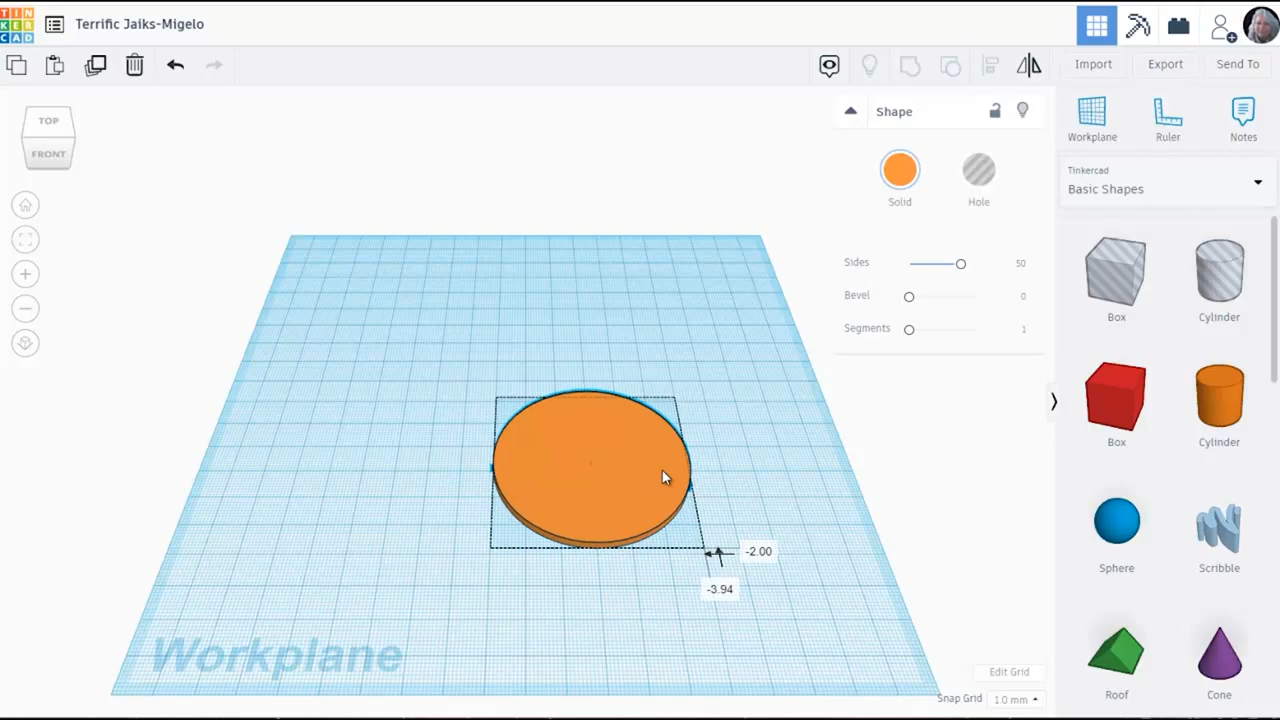 TIN
KER
CAD
Terrific Jaiks-Migelo
Import
Export
Send To
TOP
FRONT
Shape
Solid
Hole
Sides
50
Bevel
0
Segments
1
Workplane
Ruler
Notes
Tinkercad
Basic Shapes
Box
Cylinder
Box
Cylinder
Sphere
Scribble
Roof
Cone
-2.00
-3.94
Workplane
Edit Grid
Snap Grid
1.0 mm